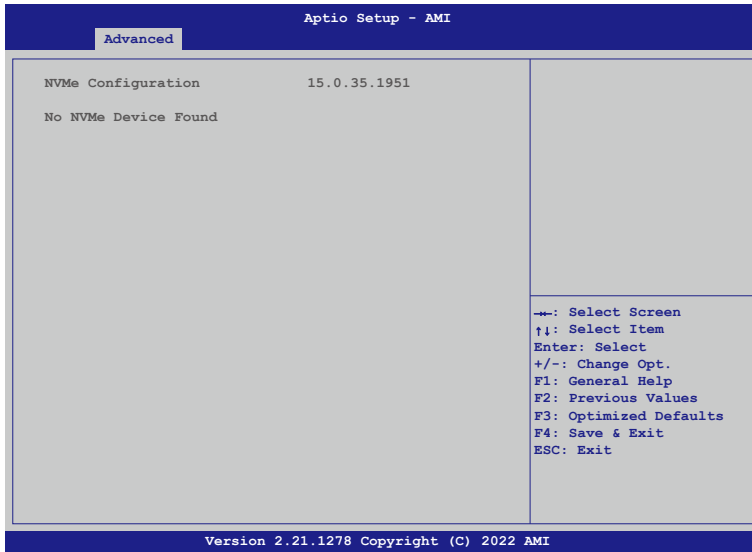 Aptio Setup - AMI
Advanced
NVMe Configuration 15.0.35.1951
No NVMe Device Found
→←: Select Screen
↑↓: Select Item
Enter: Select
+/-: Change Opt.
F1: General Help
F2: Previous Values
F3: Optimized Defaults
F4: Save & Exit
ESC: Exit
Version 2.21.1278 Copyright (C) 2022 AMI